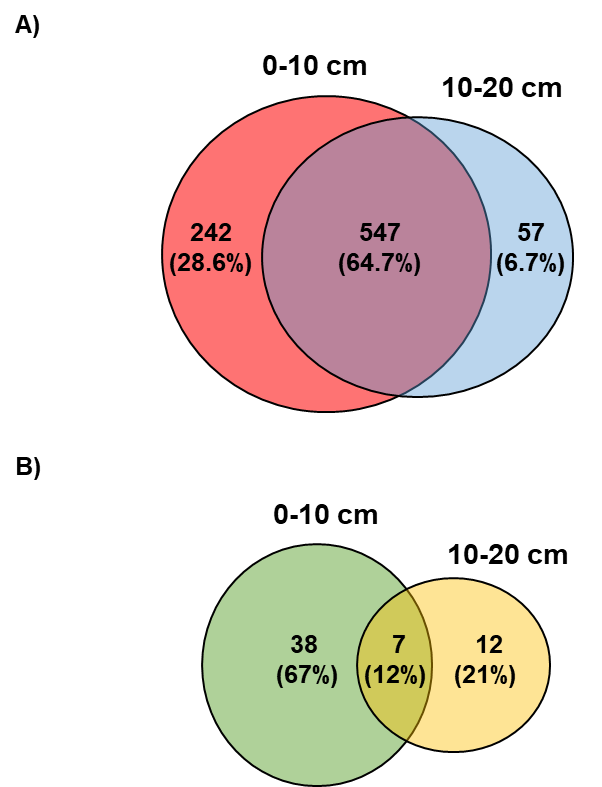 A)
0-10 cm
10-20 cm
242
(28.6%)
547
(64.7%)
57
(6.7%)
B)
0-10 cm
10-20 cm
38
(67%)
7
(12%)
12
(21%)